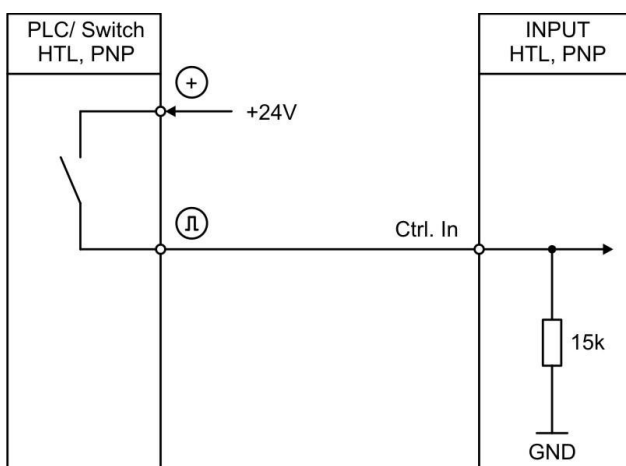 PLC/ Switch
HTL, PNP
INPUT
HTL, PNP
+
+24V
Ctrl. In
15k
GND